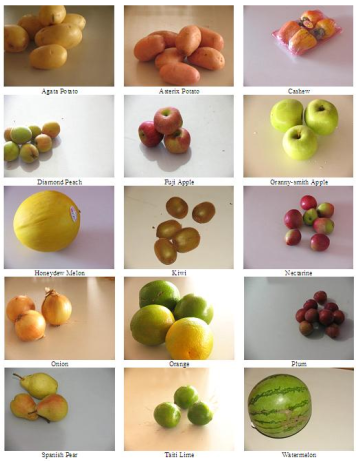 Agata Potato
Asterix Potato
Cashew
Diamond Peach
Fuji Apple
Granny-smith Apple
Honeydew Melon
Kiwi
Nectarine
Onion
Orange
Plum
Spanish Pear
Taiti Lime
Watermelon